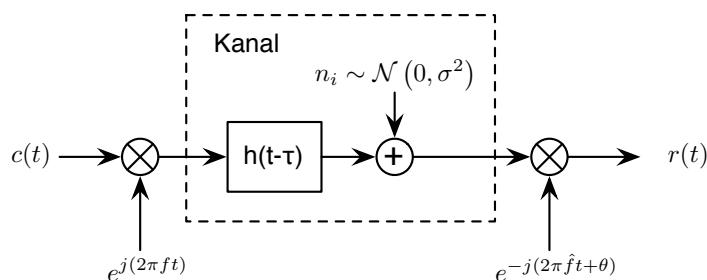 Kanal
n_i ∼ 𝒩 (0, σ²)
c(t)
h(t-τ)
+
r(t)
e^{j(2πft)}
e^{-j(2πf̂t+θ)}